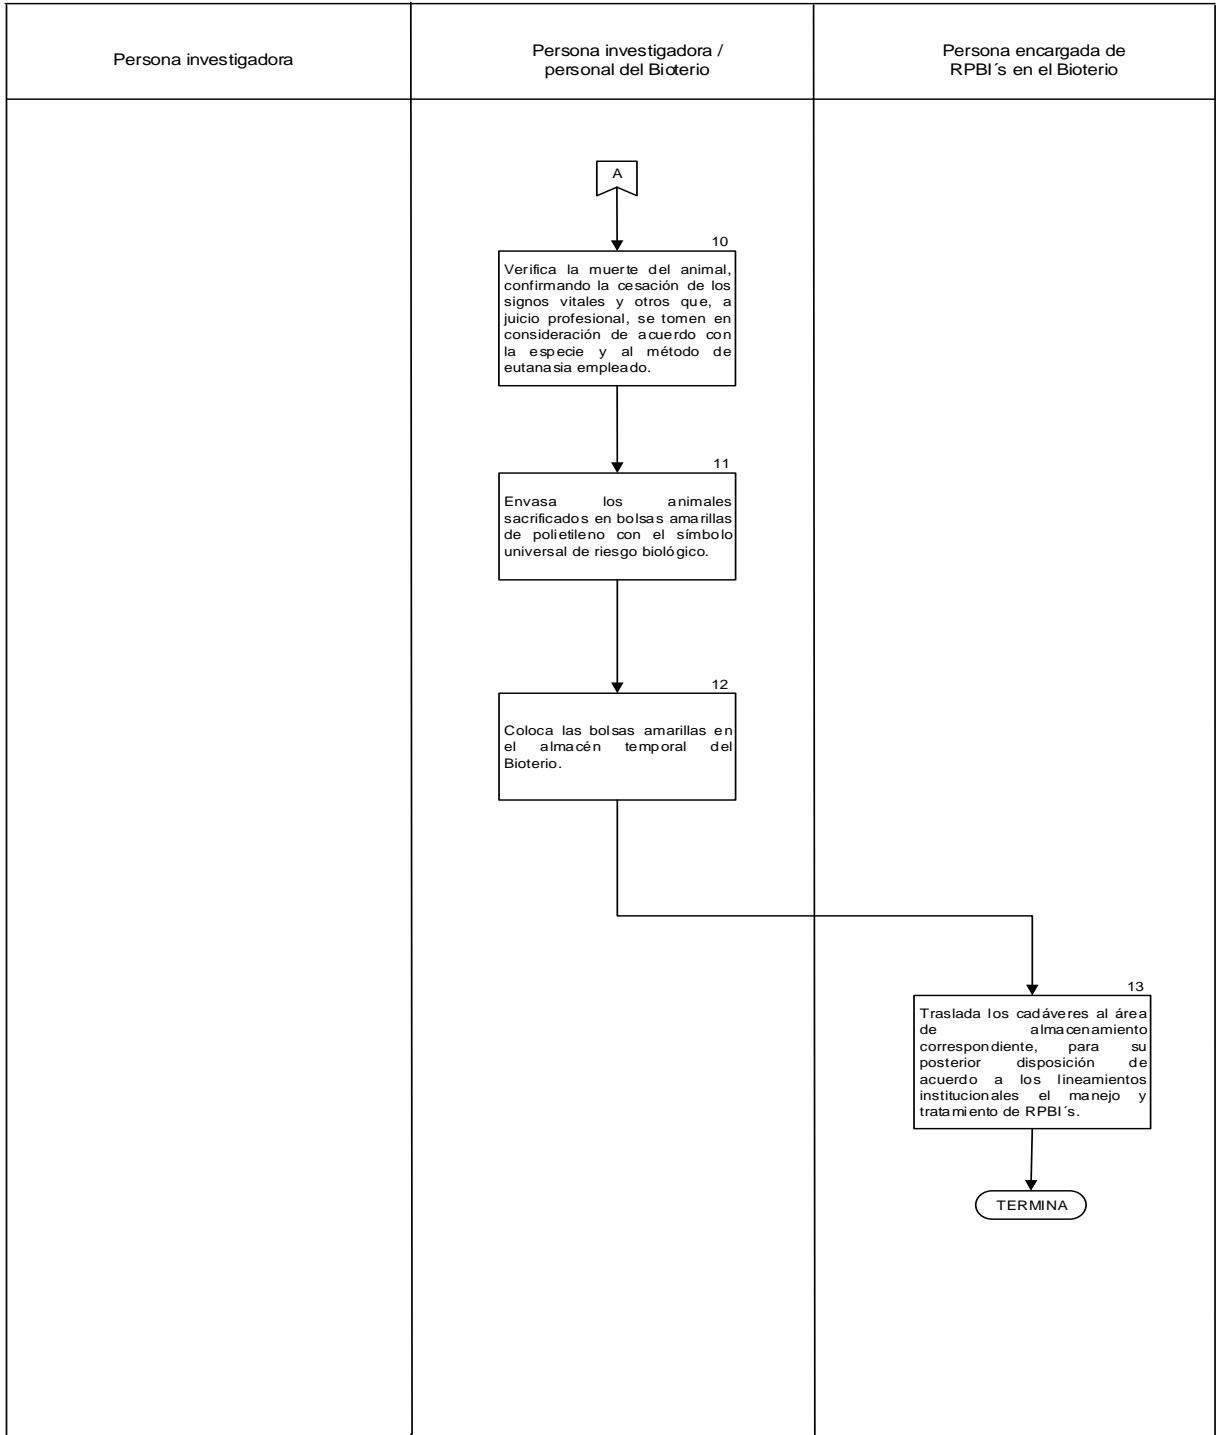 Persona investigadora
Persona investigadora /
personal del Bioterio
Persona encargada de
RPBI´s en el Bioterio
A
10
Verifica la muerte del animal,
confirmando la cesación de los
signos vitales y otros que, a
juicio profesional, se tomen en
consideración de acuerdo con
la especie y al método de
eutanasia empleado.
11
Envasa los animales
sacrificados en bolsas amarillas
de polietileno con el símbolo
universal de riesgo biológico.
12
Coloca las bolsas amarillas en
el almacén temporal del
Bioterio.
13
Traslada los cadáveres al área
de almacenamiento
correspondiente, para su
posterior disposición de
acuerdo a los lineamientos
institucionales el manejo y
tratamiento de RPBI´s.
TERMINA